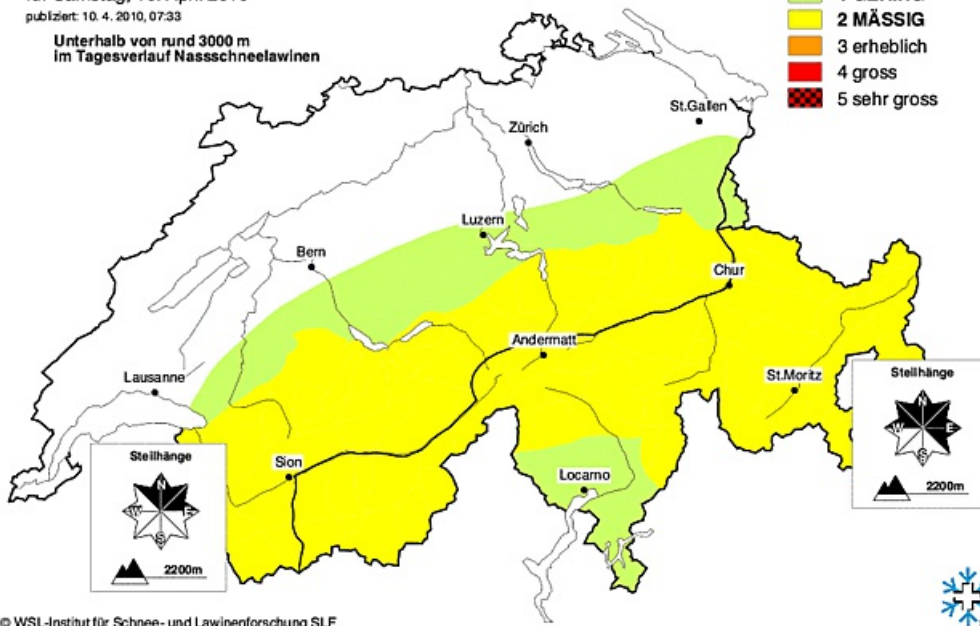 publiziert: 10. 4. 2010, 07:33
Unterhalb von rund 3000 m
im Tagesverlauf Nassschneelawinen
2 MÄSSIG
3 erheblich
4 gross
5 sehr gross
St.Gallen
Zürich
Luzern
Bern
Chur
Andermatt
Lausanne
St.Moritz
Steilhänge
N
W E
S
2200m
Sion
Locarno
Steilhänge
N
W E
S
2200m
© WSL-Institut für Schnee- und Lawinenforschung SLF